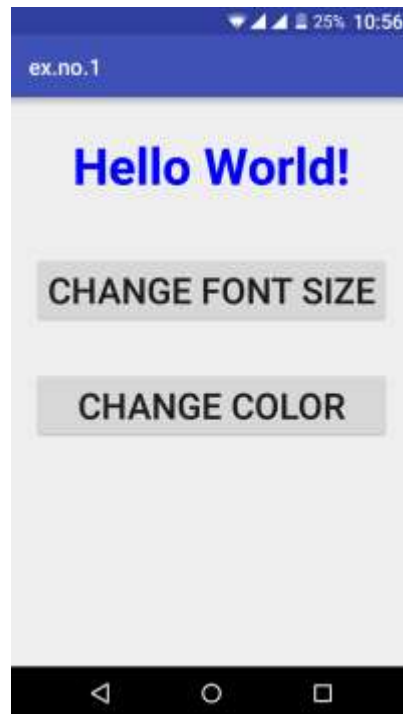 25% 10:56
ex.no.1
Hello World!
CHANGE FONT SIZE
CHANGE COLOR